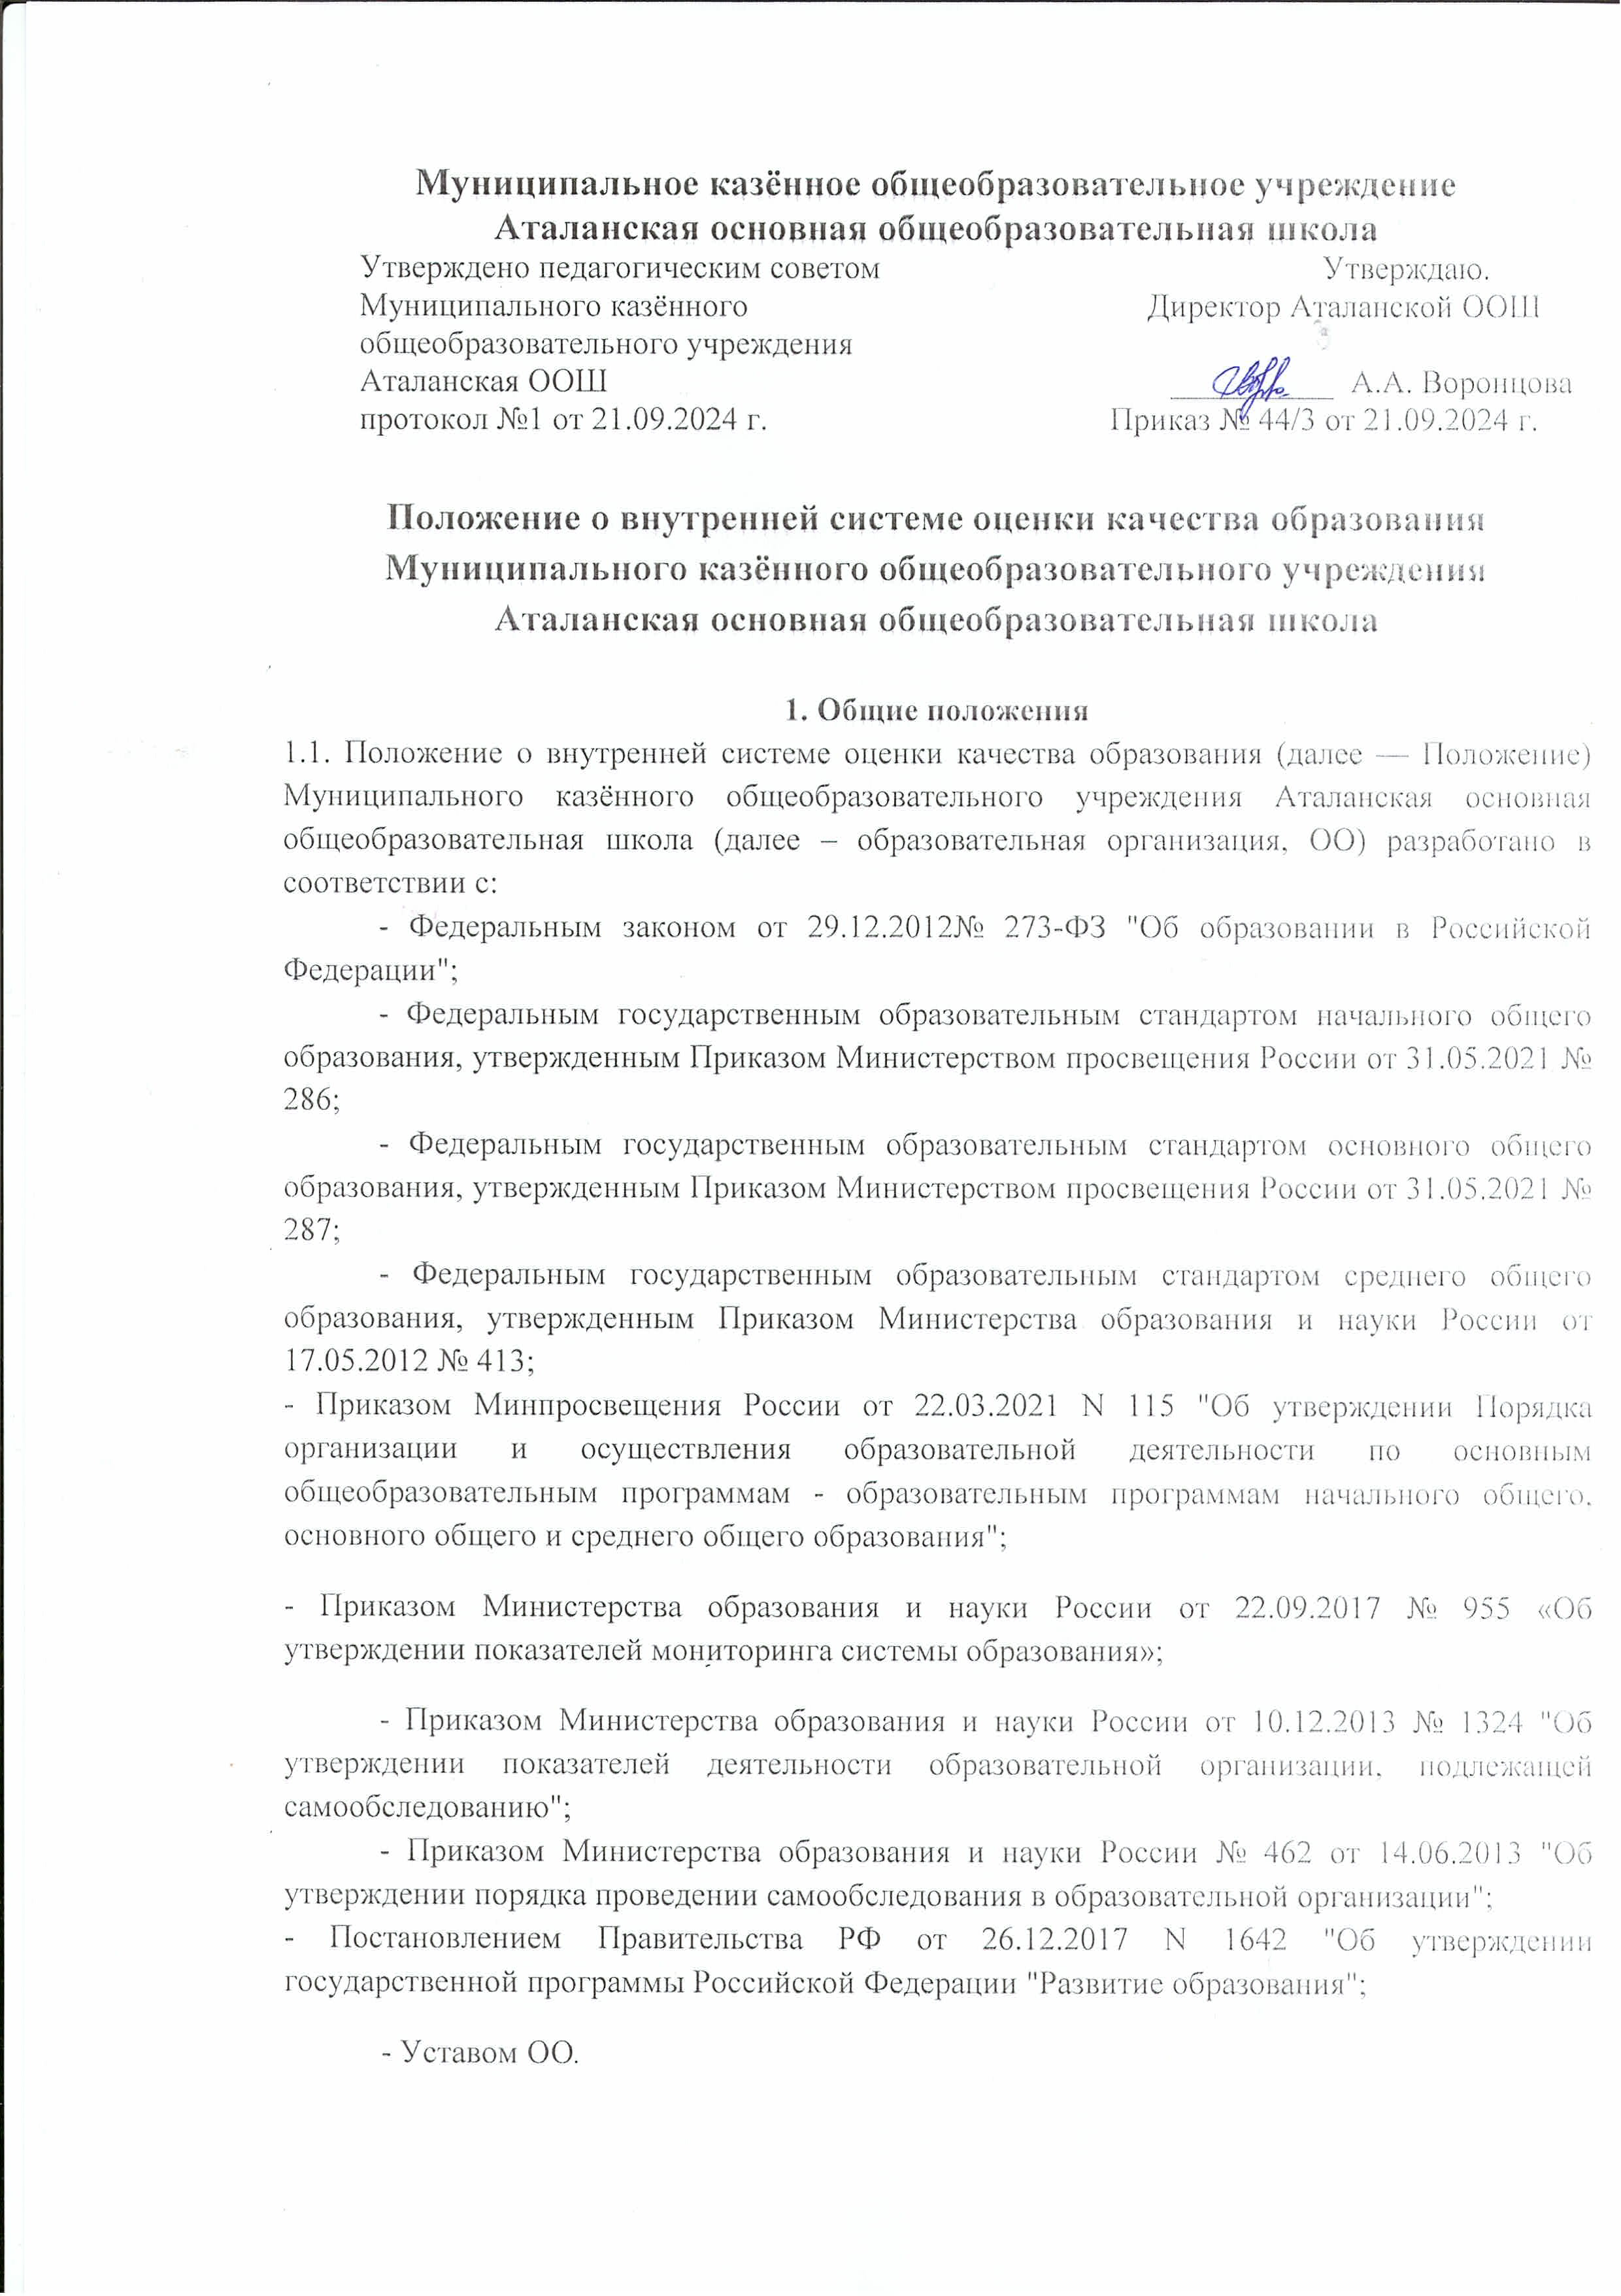 Муниципальное казённое общеобразовательное учреждение
Аталанская основная общеобразовательная школа
Утверждено педагогическим советом Утверждаю.
Муниципального казённого Директор Аталанской ООШ
общеобразовательного учреждения
Аталанская ООШ А.А. Воронцова
протокол №1 от 21.09.2024 г. Приказ № 44/3 от 21.09.2024 г.
Положение о внутренней системе оценки качества образования
Муниципального казённого общеобразовательного учреждения
Аталанская основная общеобразовательная школа
1. Общие положения
1.1. Положение о внутренней системе оценки качества образования (далее — Положение)
Муниципального казённого общеобразовательного учреждения Аталанская основная
общеобразовательная школа (далее – образовательная организация, ОО) разработано в
соответствии с:
- Федеральным законом от 29.12.2012№ 273-ФЗ "Об образовании в Российской
Федерации";
- Федеральным государственным образовательным стандартом начального общего
образования, утвержденным Приказом Министерством просвещения России от 31.05.2021 №
286;
- Федеральным государственным образовательным стандартом основного общего
образования, утвержденным Приказом Министерством просвещения России от 31.05.2021 №
287;
- Федеральным государственным образовательным стандартом среднего общего
образования, утвержденным Приказом Министерства образования и науки России от
17.05.2012 № 413;
- Приказом Минпросвещения России от 22.03.2021 N 115 "Об утверждении Порядка
организации и осуществления образовательной деятельности по основным
общеобразовательным программам - образовательным программам начального общего,
основного общего и среднего общего образования";
- Приказом Министерства образования и науки России от 22.09.2017 № 955 «Об
утверждении показателей мониторинга системы образования»;
- Приказом Министерства образования и науки России от 10.12.2013 № 1324 "Об
утверждении показателей деятельности образовательной организации, подлежащей
самообследованию";
- Приказом Министерства образования и науки России № 462 от 14.06.2013 "Об
утверждении порядка проведении самообследования в образовательной организации";
- Постановлением Правительства РФ от 26.12.2017 N 1642 "Об утверждении
государственной программы Российской Федерации "Развитие образования";
- Уставом ОО.